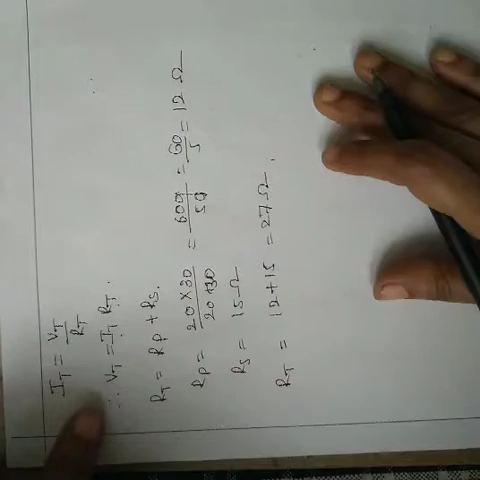 I_T = V_T / R_T
∴ V_T = I_T R_T.
R_T = R_P + R_S.
R_P = 20 × 30 / 20+30 = 600 / 50 = 60 / 5 = 12 Ω
R_S = 15 Ω
R_T = 12 + 15 = 27 Ω.